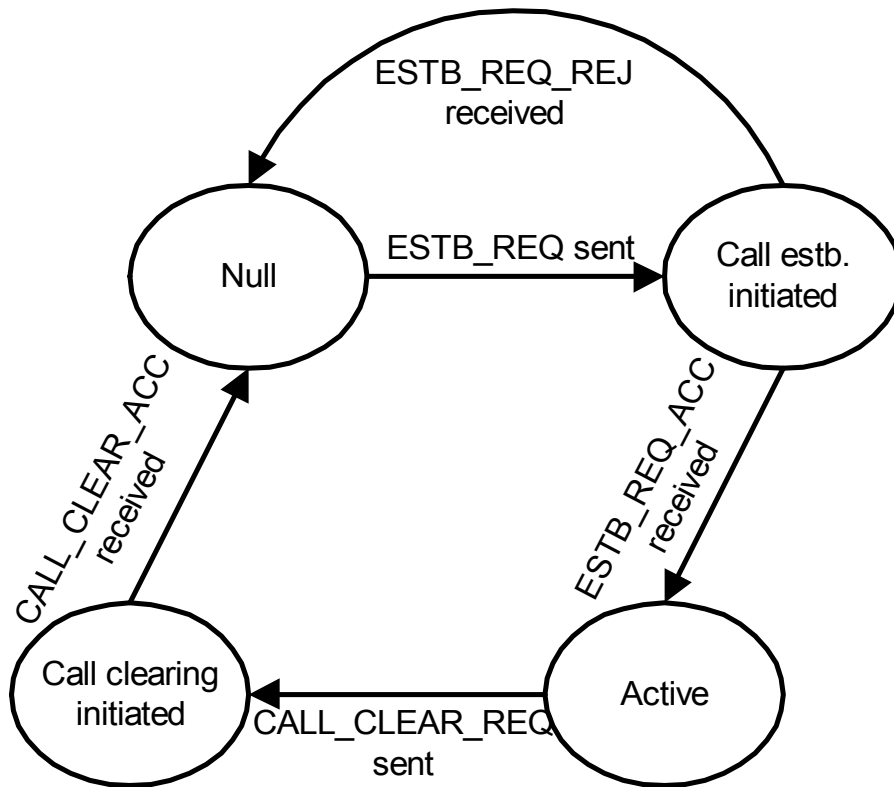 ESTB_REQ_REJ
received
ESTB_REQ sent
Null
Call estb.
initiated
CALL_CLEAR_ACC
received
ESTB_REQ_ACC
received
Call clearing
initiated
Active
CALL_CLEAR_REQ
sent